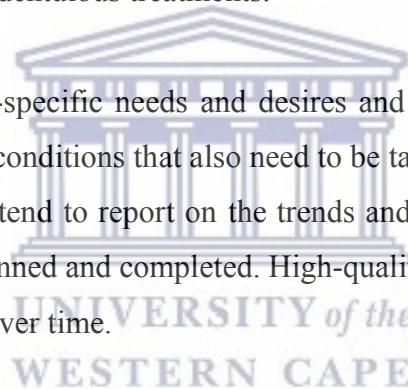 treatments.
-specific needs and desires and
conditions that also need to be ta
tend to report on the trends and
nned and completed. High-qualit
ver time.
UNIVERSITY of the
WESTERN CAPE